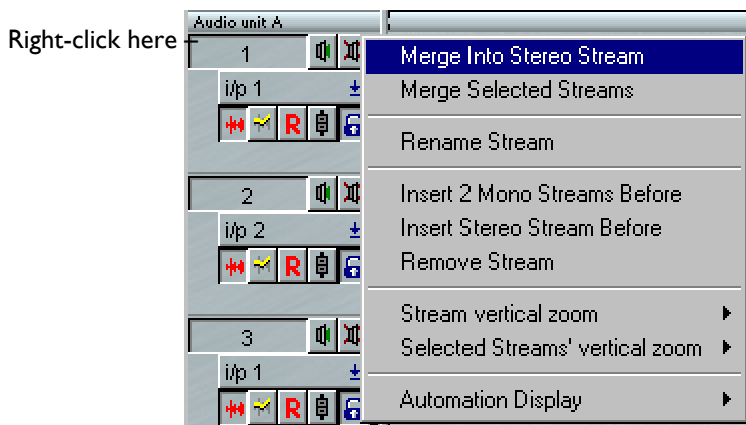 Audio unit A
Right-click here
1
i/p 1
R
2
i/p 2
R
3
i/p 1
R
Merge Into Stereo Stream
Merge Selected Streams
Rename Stream
Insert 2 Mono Streams Before
Insert Stereo Stream Before
Remove Stream
Stream vertical zoom
Selected Streams' vertical zoom
Automation Display